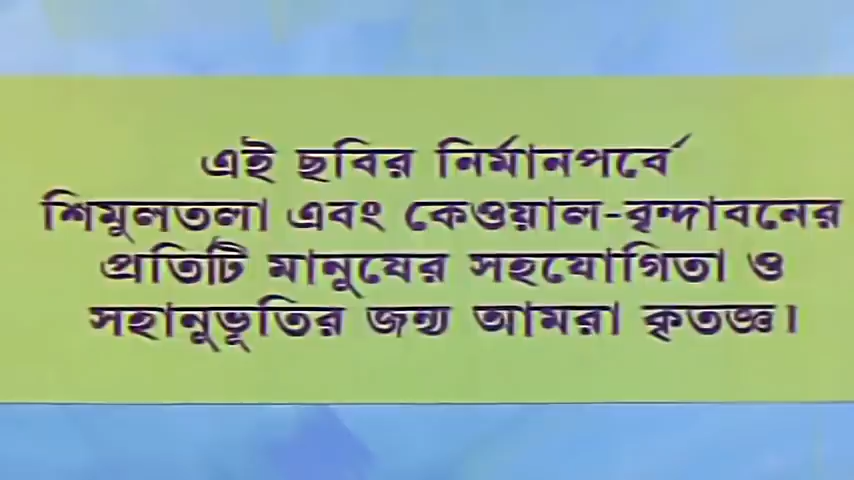 এই ছবির নির্মানপর্বে
শিমুলতলা এবং কেওয়াল-বৃন্দাবনের
প্রতিটি মানুষের সহযোগিতা ও
সহানুভূতির জন্য আমরা কৃতজ্ঞ।